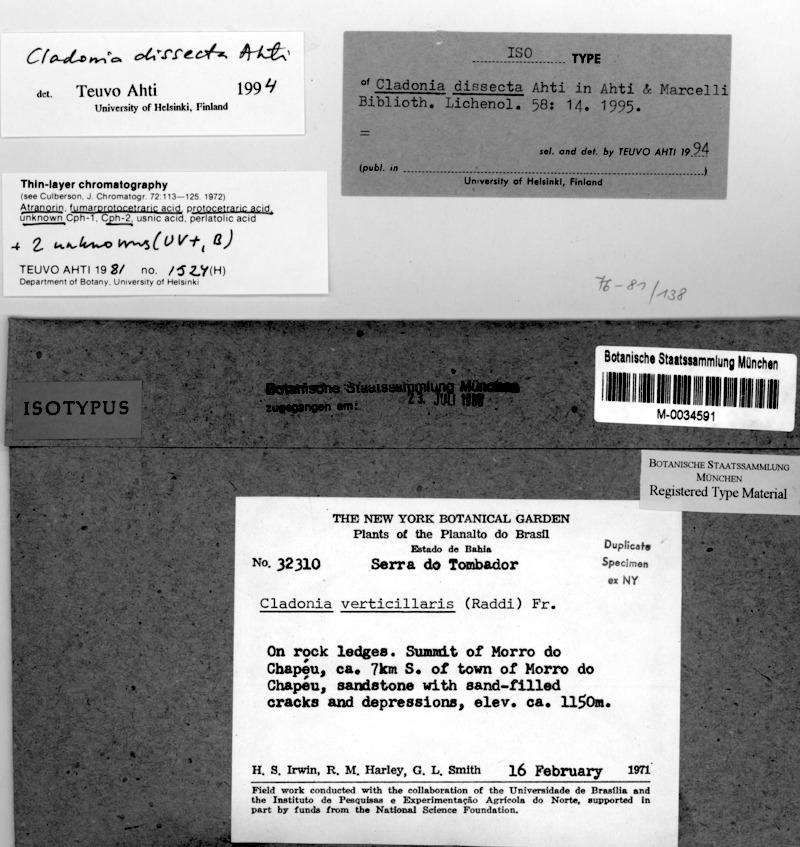 Cladonia dissecta Ahti
det. Teuvo Ahti 1994
University of Helsinki, Finland
ISO TYPE
of Cladonia dissecta Ahti in Ahti & Marcelli
Biblioth. Lichenol. 58: 14. 1995.
=
sel. and det. by TEUVO AHTI 1994
(publ. in )
University of Helsinki, Finland
Thin-layer chromatography
(see Culberson, J. Chromatogr. 72:113—125. 1972)
Atranorin, fumarprotocetraric acid, protocetraric acid,
unknown Cph-1, Cph-2, usnic acid, perlatolic acid
+ 2 unknowns (UV+, B)
TEUVO AHTI 1981 no. 1524 (H)
Department of Botany, University of Helsinki
76-81/138
ISOTYPUS
Botanische Staatssammlung München
zugegangen am: 23. JULI
Botanische Staatssammlung München
M-0034591
BOTANISCHE STAATSSAMMLUNG
MÜNCHEN
Registered Type Material
THE NEW YORK BOTANICAL GARDEN
Plants of the Planalto do Brasil
Estado de Bahia
No. 32310 Serra do Tombador
Duplicate
Specimen
ex NY
Cladonia verticillaris (Raddi) Fr.
On rock ledges. Summit of Morro do
Chapéu, ca. 7km S. of town of Morro do
Chapéu, sandstone with sand-filled
cracks and depressions, elev. ca. 1150m.
H. S. Irwin, R. M. Harley, G. L. Smith 16 February 1971
Field work conducted with the collaboration of the Universidade de Brasília and
the Instituto de Pesquisas e Experimentação Agrícola do Norte, supported in
part by funds from the National Science Foundation.